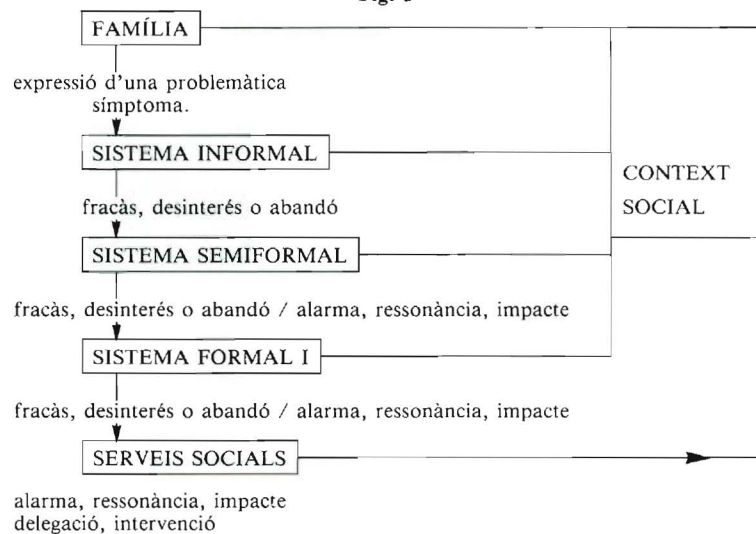 FAMÍLIA
expressió d'una problemàtica
símptoma.
SISTEMA INFORMAL
CONTEXT
SOCIAL
fracàs, desinterés o abandó
SISTEMA SEMIFORMAL
fracàs, desinterés o abandó / alarma, ressonància, impacte
SISTEMA FORMAL I
fracàs, desinterés o abandó / alarma, ressonància, impacte
SERVEIS SOCIALS
alarma, ressonància, impacte
delegació, intervenció